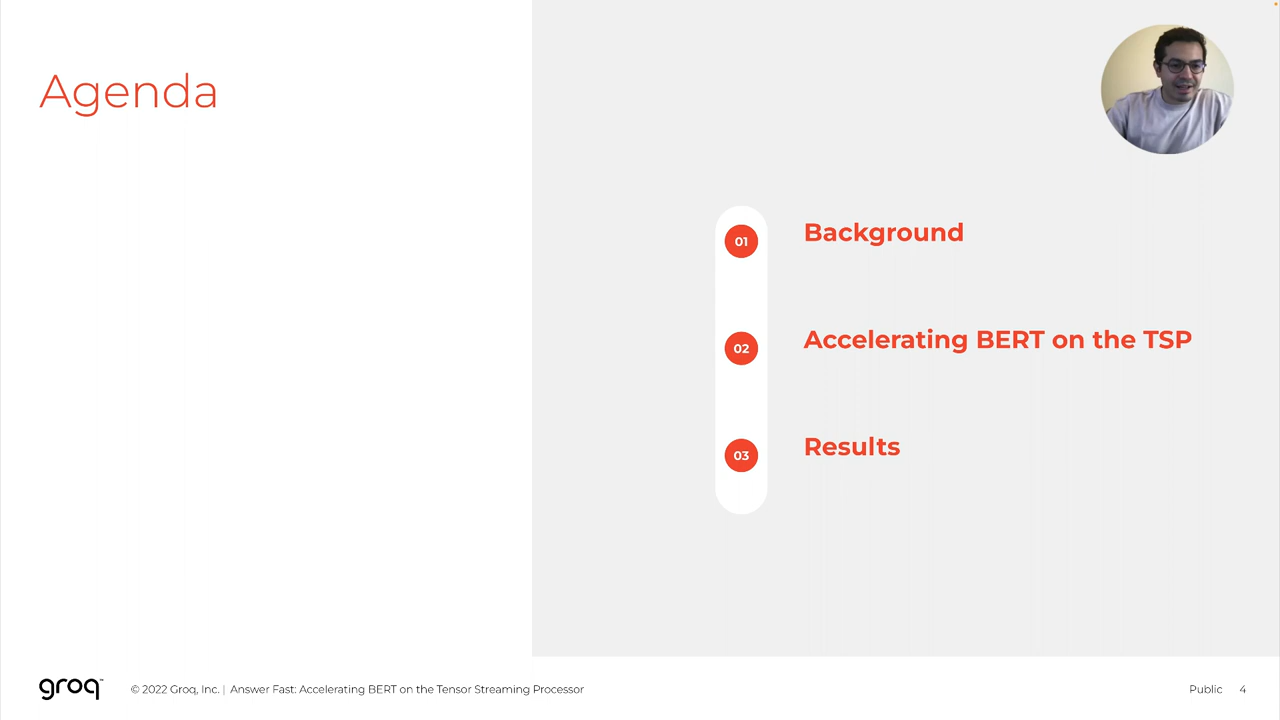 Agenda
01 Background
02 Accelerating BERT on the TSP
03 Results
groq™ © 2022 Groq, Inc. | Answer Fast: Accelerating BERT on the Tensor Streaming Processor Public 4